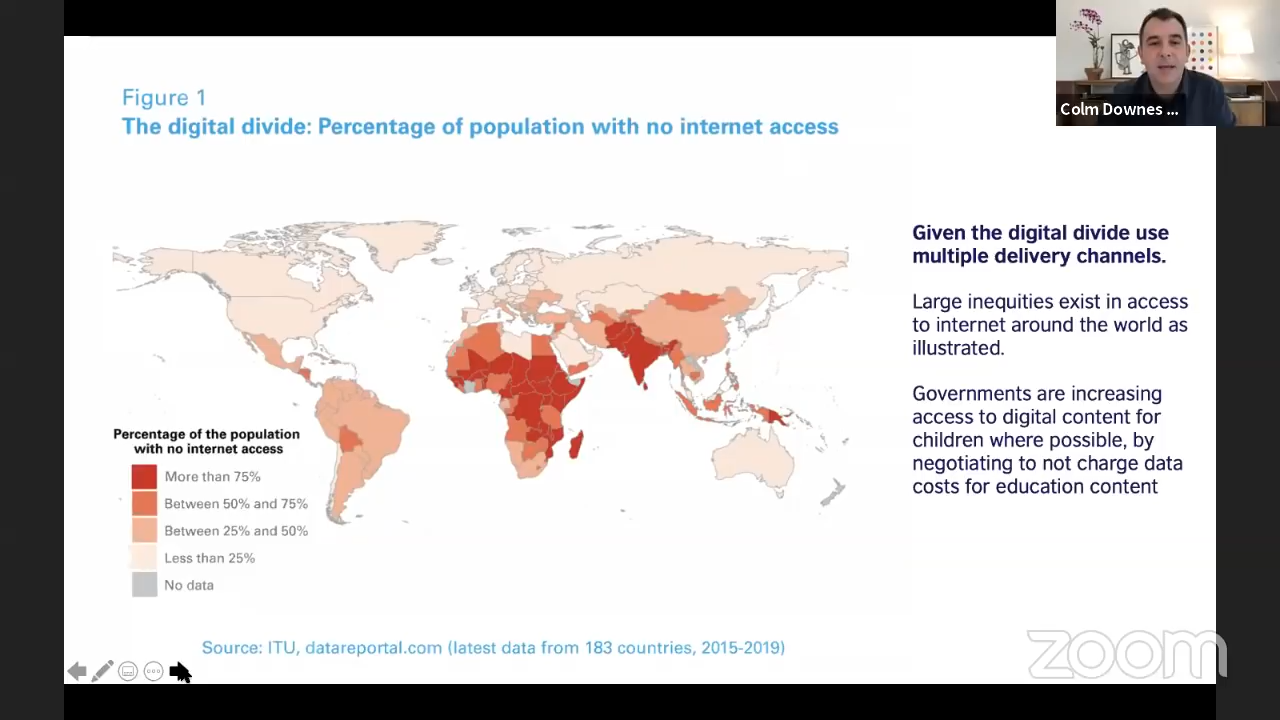 Colm Downes ...
Figure 1
The digital divide: Percentage of population with no internet access
Given the digital divide use
multiple delivery channels.
Large inequities exist in access
to internet around the world as
illustrated.
Governments are increasing
access to digital content for
children where possible, by
negotiating to not charge data
costs for education content
Percentage of the population
with no internet access
More than 75%
Between 50% and 75%
Between 25% and 50%
Less than 25%
No data
Source: ITU, datareportal.com (latest data from 183 countries, 2015-2019)
zoom